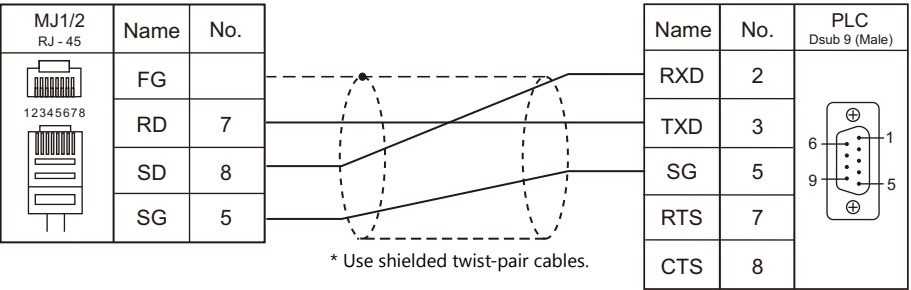 MJ1/2
RJ - 45
Name No.
FG
12345678
RD 7
SD 8
SG 5
* Use shielded twist-pair cables.
Name No. PLC
Dsub 9 (Male)
RXD 2
TXD 3
SG 5
RTS 7
CTS 8
6 1
9 5